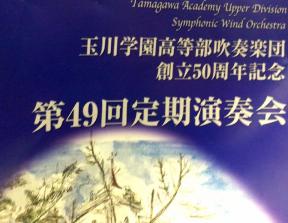 Tamagawa Academy Upper Division
Symphonic Wind Orchestra
玉川学園高等部吹奏楽団
創立50周年記念
第49回定期演奏会